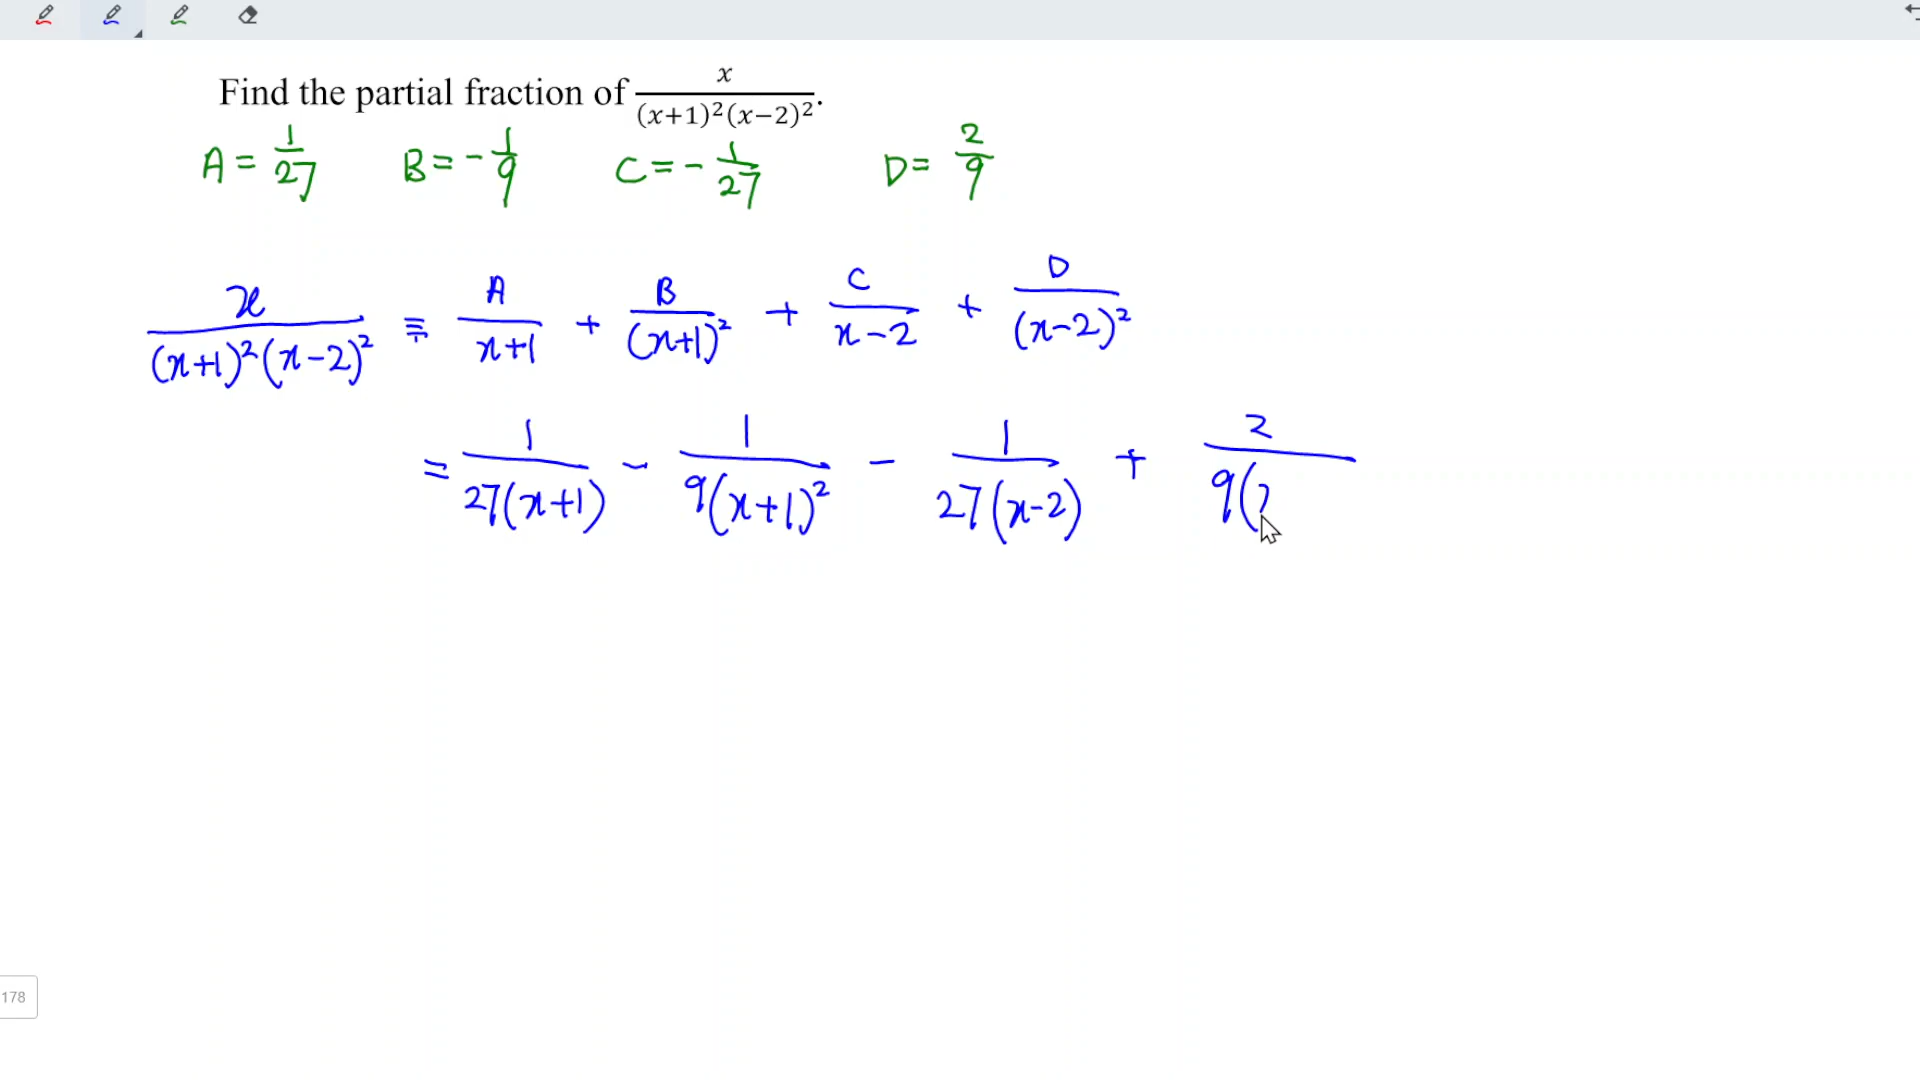 Find the partial fraction of x/((x+1)²(x−2)²).
A = 1/27 B = -1/9 C = -1/27 D = 2/9
x/((x+1)²(x-2)²) ≡ A/(x+1) + B/(x+1)² + C/(x-2) + D/(x-2)²
= 1/(27(x+1)) - 1/(9(x+1)²) - 1/(27(x-2)) + 2/(9(
178